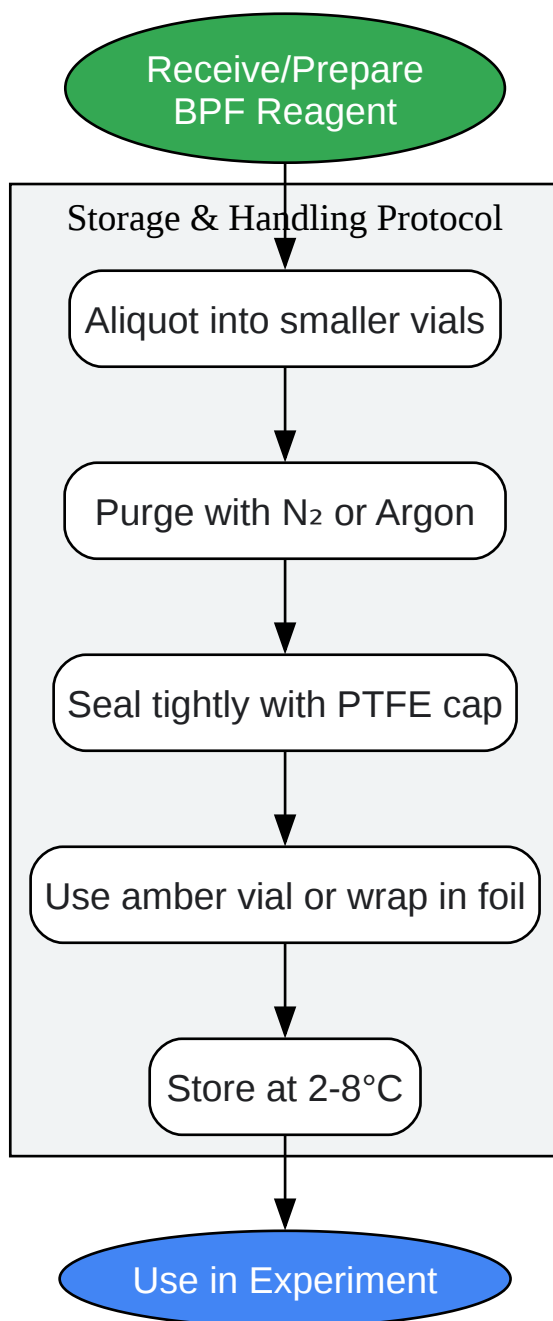 Receive/Prepare
BPF Reagent
Storage & Handling Protocol
Aliquot into smaller vials
Purge with N₂ or Argon
Seal tightly with PTFE cap
Use amber vial or wrap in foil
Store at 2-8°C
Use in Experiment